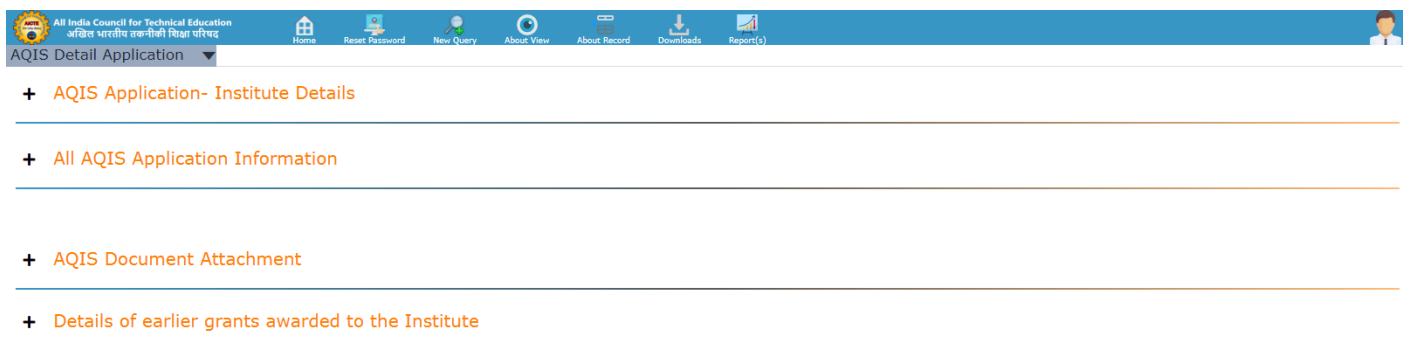 All India Council for Technical Education
अखिल भारतीय तकनीकी शिक्षा परिषद
Home Reset Password New Query About View About Record Downloads Report(s)
AQIS Detail Application
+ AQIS Application- Institute Details
+ All AQIS Application Information
+ AQIS Document Attachment
+ Details of earlier grants awarded to the Institute